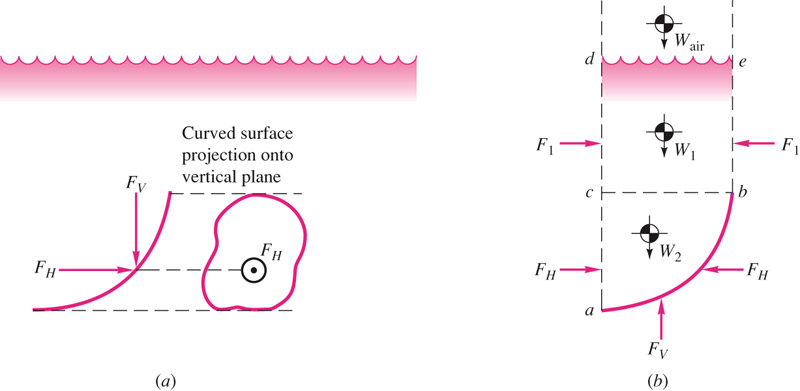 Curved surface
projection onto
vertical plane
F_V
F_H
F_H
(a)
W_air
d
e
F_1
W_1
F_1
c
b
W_2
F_H
F_H
a
F_V
(b)